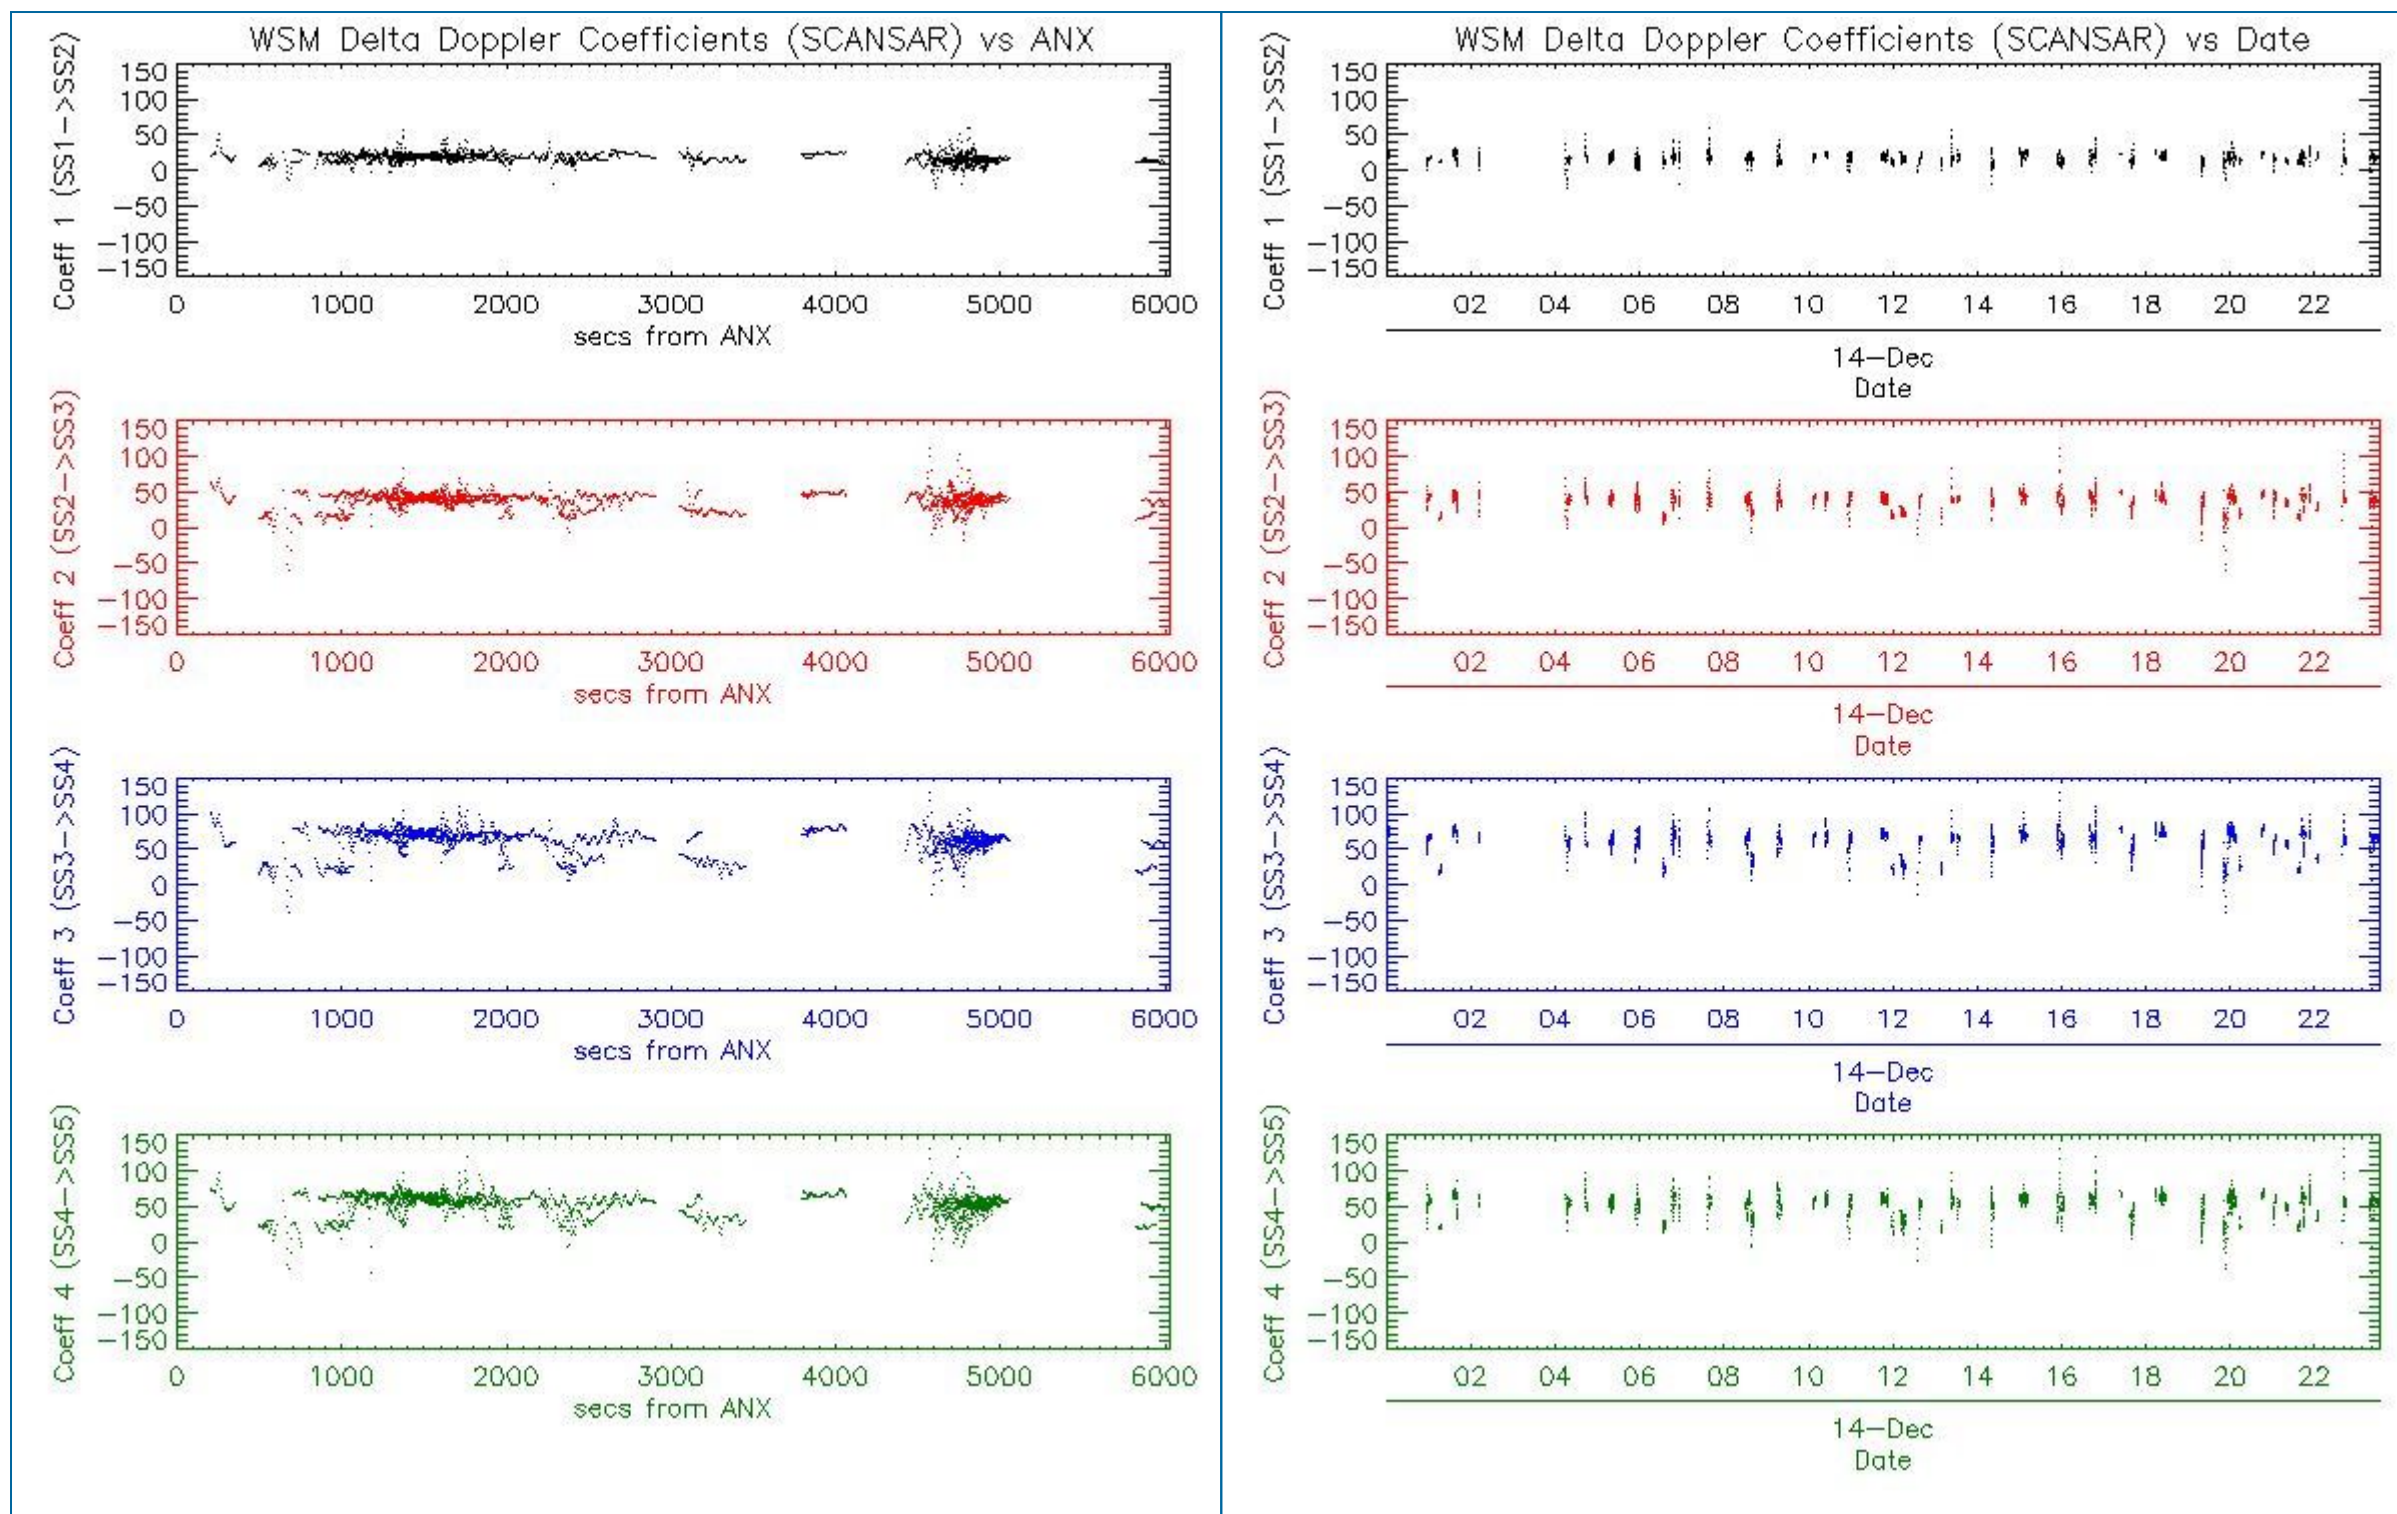 WSM Delta Doppler Coefficients (SCANSAR) vs ANX
Coeff 1 (SS1->SS2)
150
100
50
0
-50
-100
-150
0 1000 2000 3000 4000 5000 6000
secs from ANX
Coeff 2 (SS2->SS3)
150
100
50
0
-50
-100
-150
0 1000 2000 3000 4000 5000 6000
secs from ANX
Coeff 3 (SS3->SS4)
150
100
50
0
-50
-100
-150
0 1000 2000 3000 4000 5000 6000
secs from ANX
Coeff 4 (SS4->SS5)
150
100
50
0
-50
-100
-150
0 1000 2000 3000 4000 5000 6000
secs from ANX
WSM Delta Doppler Coefficients (SCANSAR) vs Date
Coeff 1 (SS1->SS2)
150
100
50
0
-50
-100
-150
02 04 06 08 10 12 14 16 18 20 22
14-Dec
Date
Coeff 2 (SS2->SS3)
150
100
50
0
-50
-100
-150
02 04 06 08 10 12 14 16 18 20 22
14-Dec
Date
Coeff 3 (SS3->SS4)
150
100
50
0
-50
-100
-150
02 04 06 08 10 12 14 16 18 20 22
14-Dec
Date
Coeff 4 (SS4->SS5)
150
100
50
0
-50
-100
-150
02 04 06 08 10 12 14 16 18 20 22
14-Dec
Date